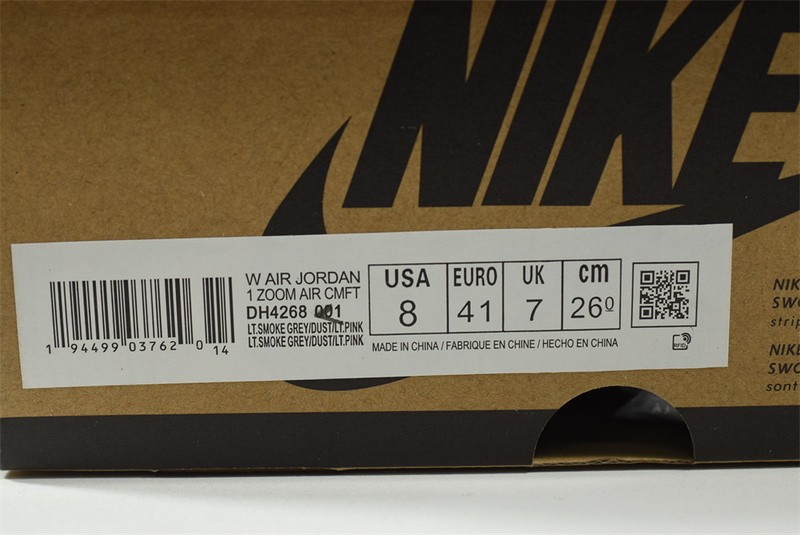 NIKE
W AIR JORDAN
1 ZOOM AIR CMFT
DH4268 001
LT.SMOKE GREY/DUST/LT.PINK
LT.SMOKE GREY/DUST/LT.PINK
1 94499 03762 0 14
USA EURO UK cm
8 41 7 26 0
MADE IN CHINA / FABRIQUE EN CHINE / HECHO EN CHINA
RFID
NIK
SWO
strip
NIKE
SWO
sont